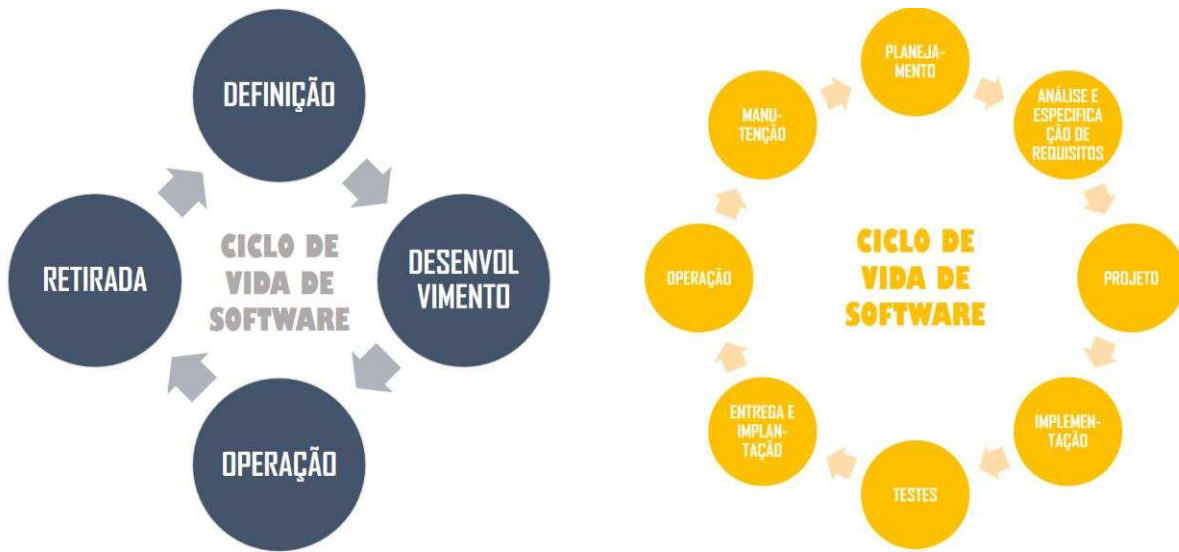 DEFINIÇÃO
DESENVOL
VIMENTO
OPERAÇÃO
RETIRADA
CICLO DE
VIDA DE
SOFTWARE
PLANEJA-
MENTO
ANÁLISE E
ESPECIFICA
ÇÃO DE
REQUISITOS
PROJETO
IMPLEMEN-
TAÇÃO
TESTES
ENTREGA E
IMPLAN-
TAÇÃO
OPERAÇÃO
MANU-
TENÇÃO
CICLO DE
VIDA DE
SOFTWARE